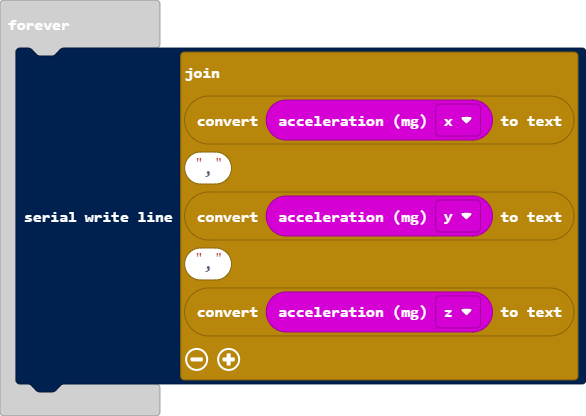 forever
join
convert acceleration (mg) x to text
","
serial write line convert acceleration (mg) y to text
","
convert acceleration (mg) z to text